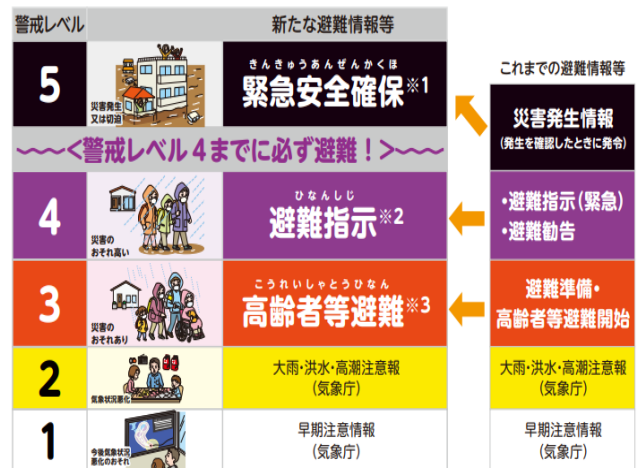 警戒レベル
新たな避難情報等
5
災害発生
又は切迫
きんきゅうあんぜんかくほ
緊急安全確保※1
〜〜〜<警戒レベル4までに必ず避難！>〜〜〜
4
災害の
おそれ高い
ひなんしじ
避難指示※2
3
災害の
おそれあり
こうれいしゃとうひなん
高齢者等避難※3
2
気象状況悪化
大雨・洪水・高潮注意報
(気象庁)
1
今後気象状況
悪化のおそれ
早期注意情報
(気象庁)
これまでの避難情報等
災害発生情報
(発生を確認したときに発令)
・避難指示(緊急)
・避難勧告
避難準備・
高齢者等避難開始
大雨・洪水・高潮注意報
(気象庁)
早期注意情報
(気象庁)